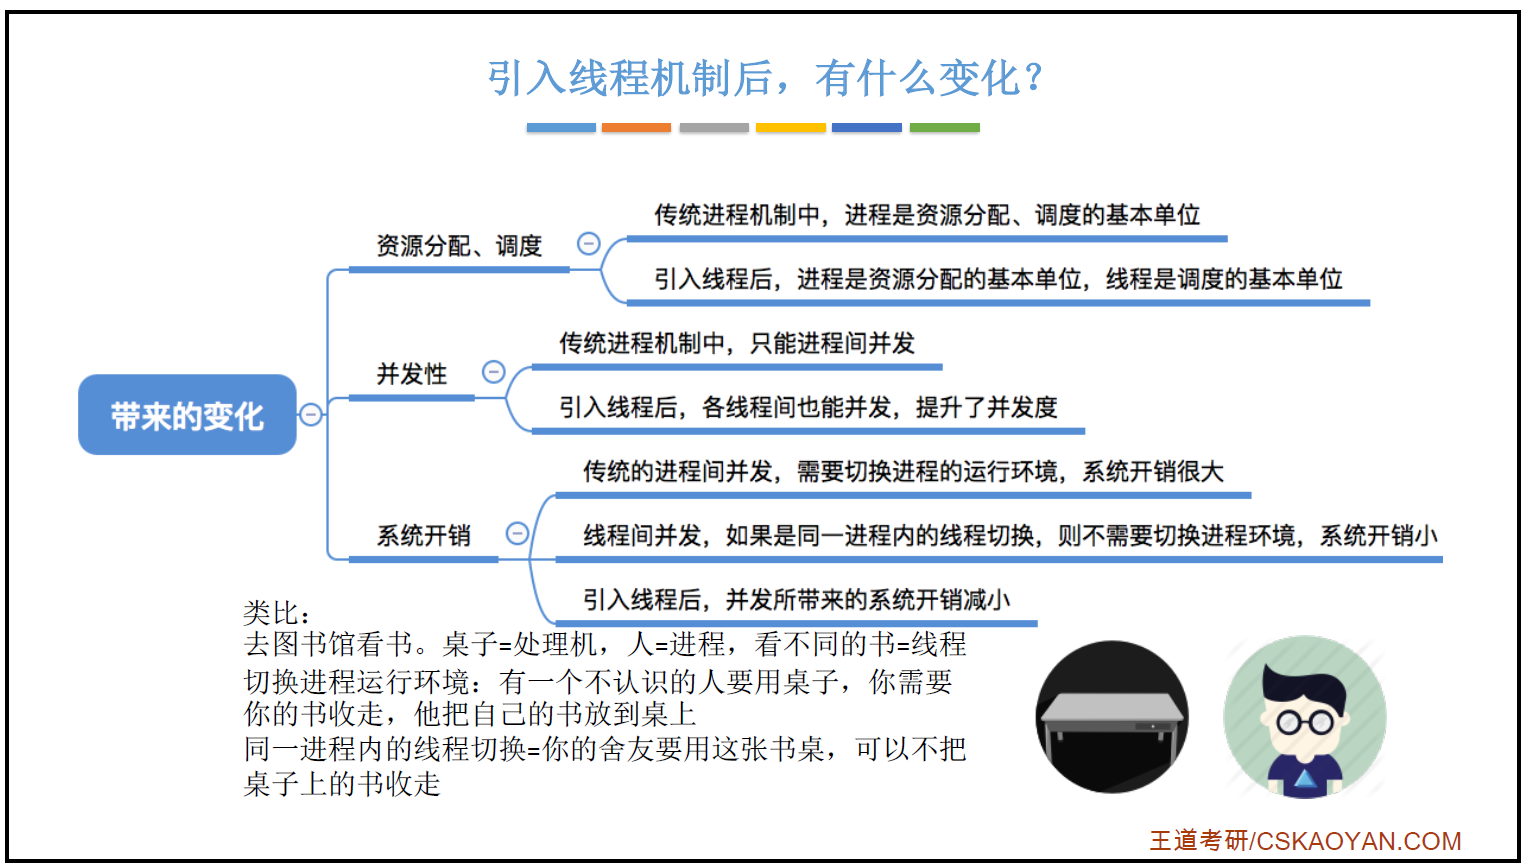 引入线程机制后，有什么变化？
传统进程机制中，进程是资源分配、调度的基本单位
资源分配、调度
引入线程后，进程是资源分配的基本单位，线程是调度的基本单位
传统进程机制中，只能进程间并发
并发性
引入线程后，各线程间也能并发，提升了并发度
带来的变化
传统的进程间并发，需要切换进程的运行环境，系统开销很大
系统开销
线程间并发，如果是同一进程内的线程切换，则不需要切换进程环境，系统开销小
引入线程后，并发所带来的系统开销减小
类比：
去图书馆看书。桌子=处理机，人=进程，看不同的书=线程
切换进程运行环境：有一个不认识的人要用桌子，你需要
你的书收走，他把自己的书放到桌上
同一进程内的线程切换=你的舍友要用这张书桌，可以不把
桌子上的书收走
王道考研/CSKAOYAN.COM